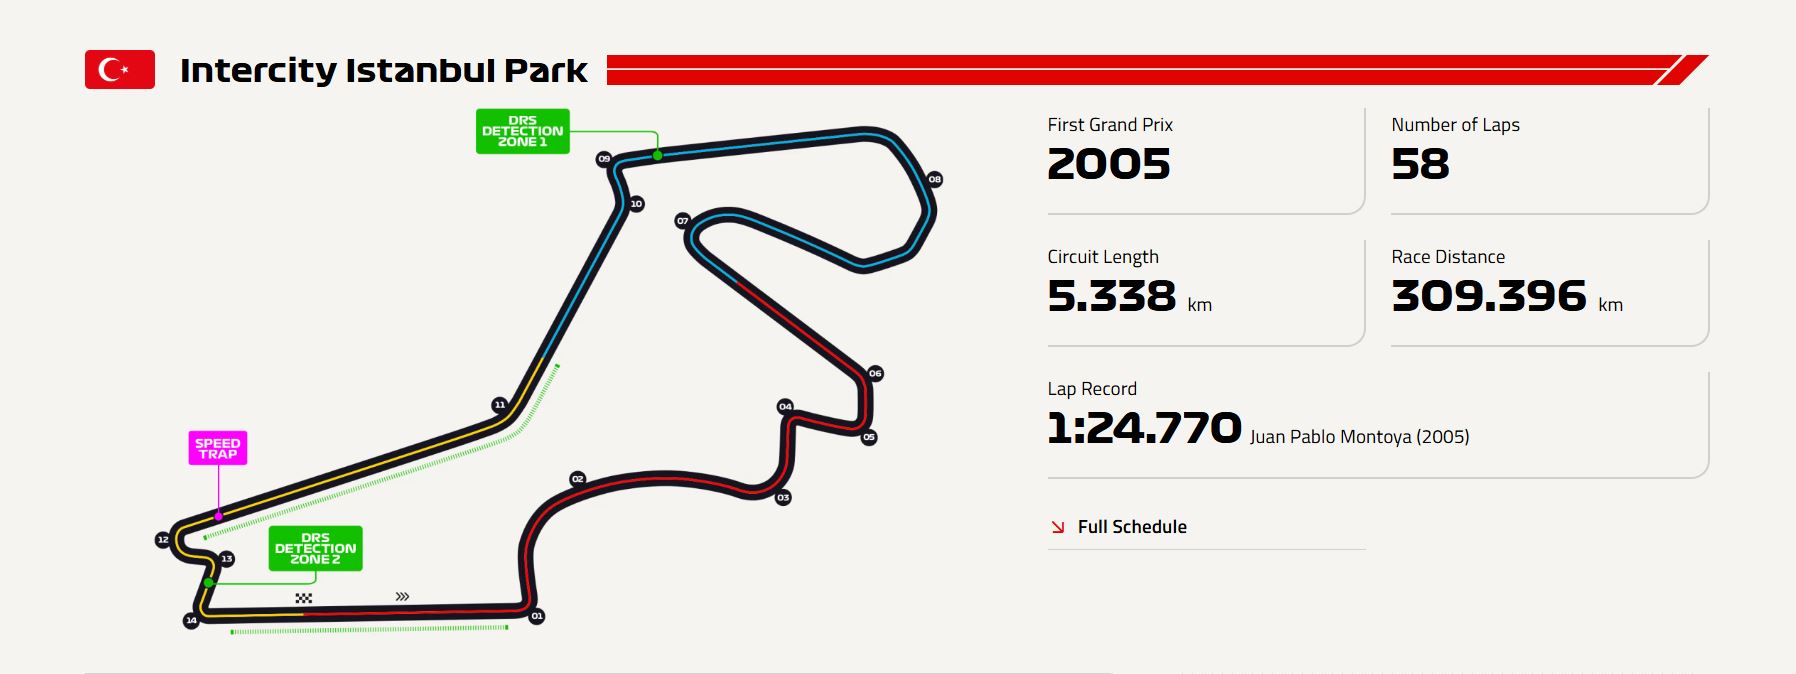 Intercity Istanbul Park
DRS
DETECTION
ZONE 1
09
10
08
07
06
04
05
03
02
11
SPEED
TRAP
12
13
DRS
DETECTION
ZONE 2
14
01
First Grand Prix
2005
Number of Laps
58
Circuit Length
5.338 km
Race Distance
309.396 km
Lap Record
1:24.770 Juan Pablo Montoya (2005)
Full Schedule